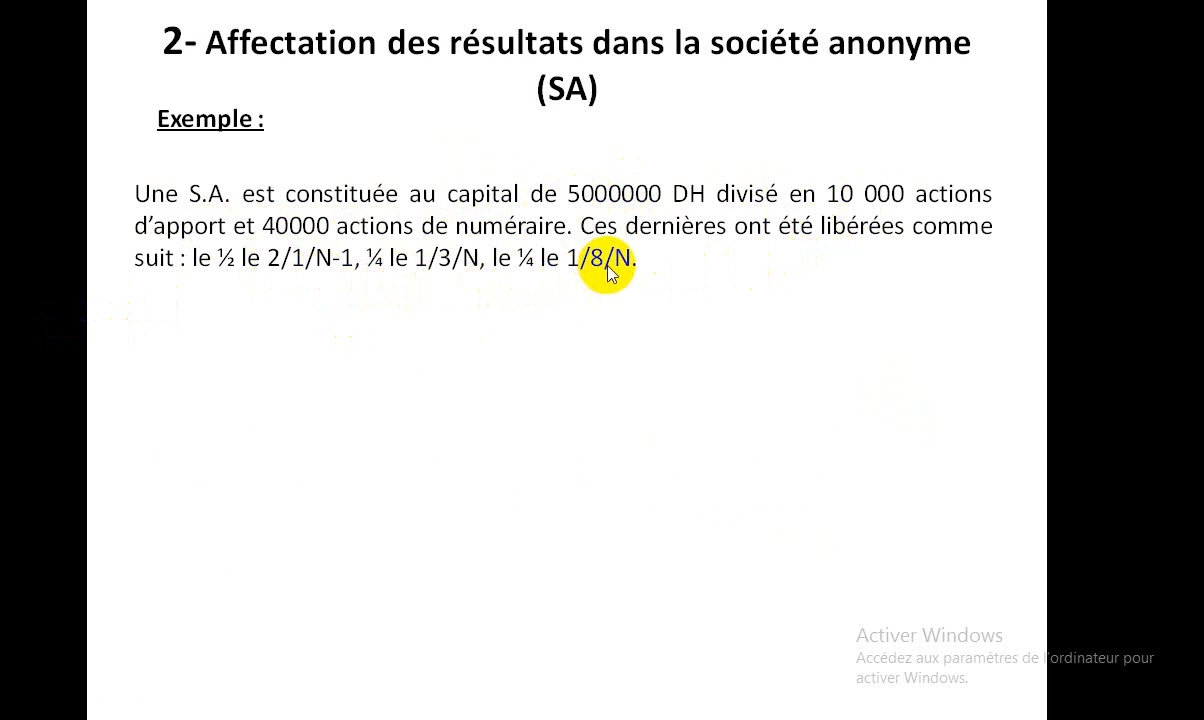 2- Affectation des résultats dans la société anonyme
(SA)
Exemple :
Une S.A. est constituée au capital de 5000000 DH divisé en 10 000 actions
d’apport et 40000 actions de numéraire. Ces dernières ont été libérées comme
suit : le ½ le 2/1/N-1, ¼ le 1/3/N, le ¼ le 1/8/N.
Activer Windows
Accédez aux paramètres de l'ordinateur pour
activer Windows.